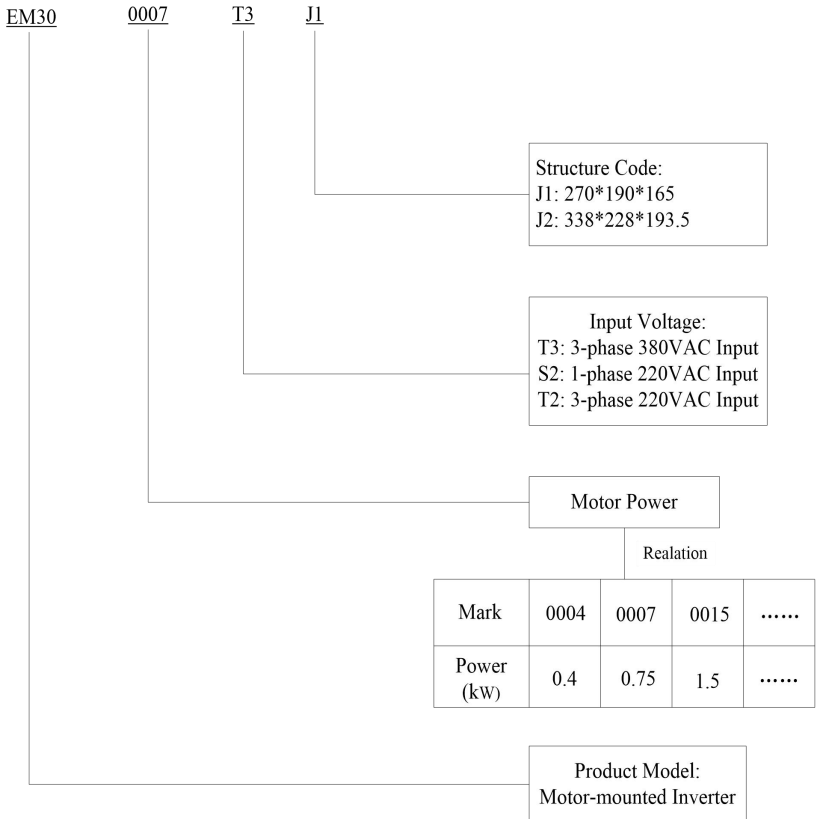 EM30 0007 T3 J1
Structure Code:
J1: 270*190*165
J2: 338*228*193.5
Input Voltage:
T3: 3-phase 380VAC Input
S2: 1-phase 220VAC Input
T2: 3-phase 220VAC Input
Motor Power
Realation
Mark 0004 0007 0015 ······
Power (kW) 0.4 0.75 1.5 ······
Product Model:
Motor-mounted Inverter